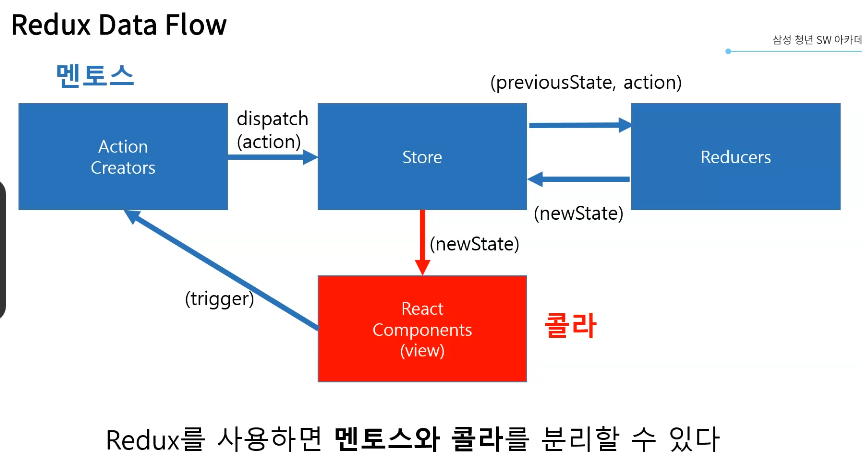 Redux Data Flow
삼성 청년 SW 아카데
멘토스
(previousState, action)
dispatch
(action)
Action
Creators
Store
Reducers
(newState)
(newState)
(trigger)
React
Components
(view)
콜라
Redux를 사용하면 멘토스와 콜라를 분리할 수 있다